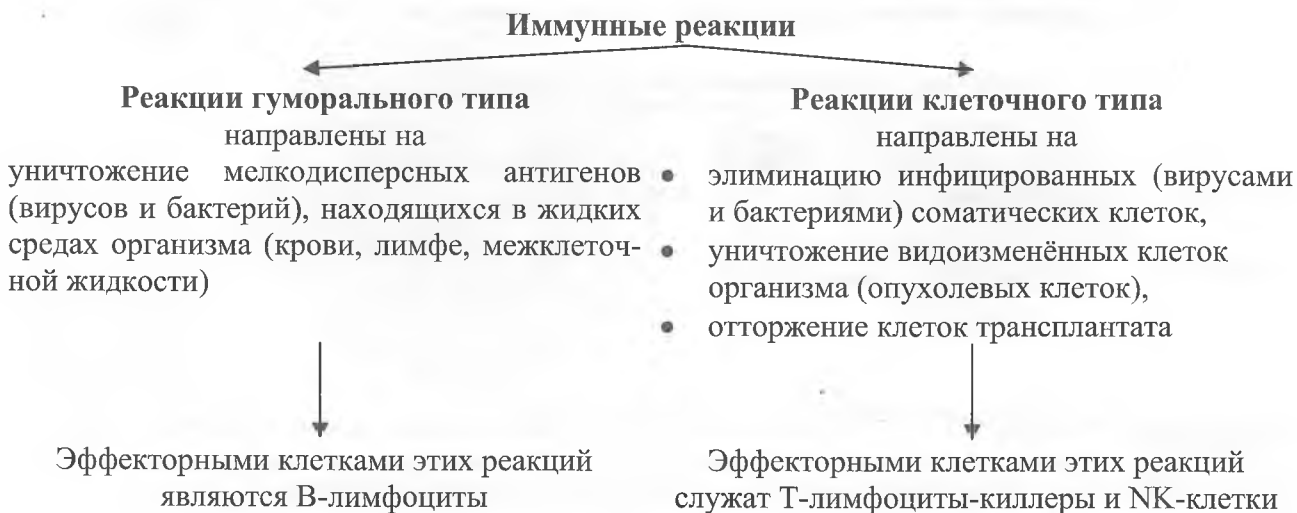 Иммунные реакции
Реакции гуморального типа
направлены на
уничтожение мелкодисперсных антигенов
(вирусов и бактерий), находящихся в жидких
средах организма (крови, лимфе, межклеточ-
ной жидкости)
Эффекторными клетками этих реакций
являются В-лимфоциты
Реакции клеточного типа
направлены на
• элиминацию инфицированных (вирусами
и бактериями) соматических клеток,
• уничтожение видоизменённых клеток
организма (опухолевых клеток),
• отторжение клеток трансплантата
Эффекторными клетками этих реакций
служат Т-лимфоциты-киллеры и NK-клетки